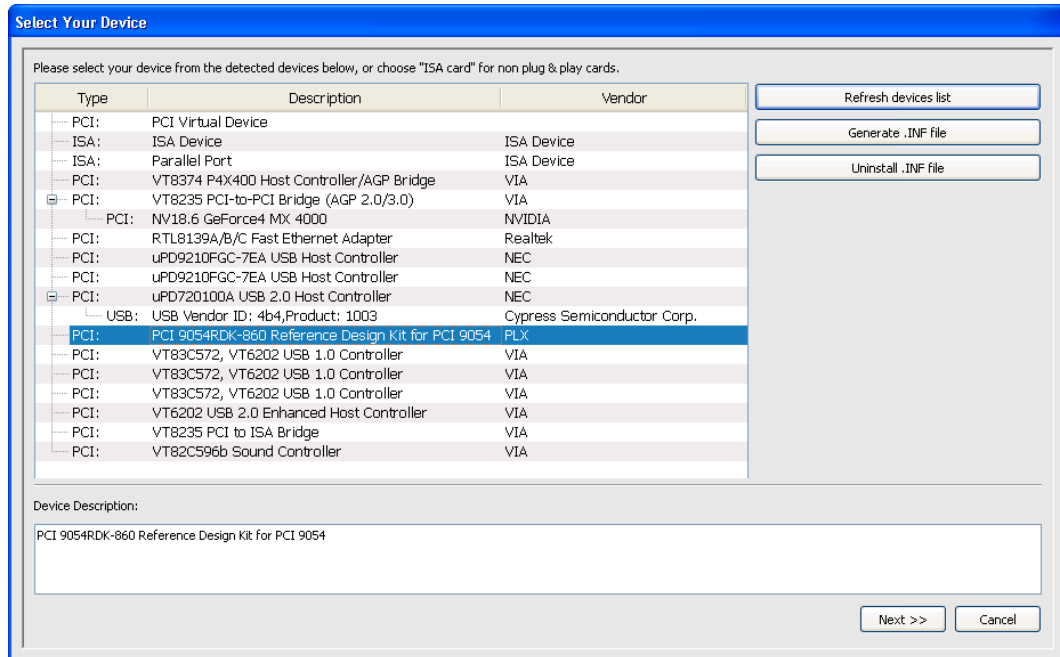 Select Your Device
Please select your device from the detected devices below, or choose "ISA card" for non plug & play cards.
Type Description Vendor
PCI: PCI Virtual Device
ISA: ISA Device ISA Device
ISA: Parallel Port ISA Device
PCI: VT8374 P4X400 Host Controller/AGP Bridge VIA
PCI: VT8235 PCI-to-PCI Bridge (AGP 2.0/3.0) VIA
PCI: NV18.6 GeForce4 MX 4000 NVIDIA
PCI: RTL8139A/B/C Fast Ethernet Adapter Realtek
PCI: uPD9210FGC-7EA USB Host Controller NEC
PCI: uPD9210FGC-7EA USB Host Controller NEC
PCI: uPD720100A USB 2.0 Host Controller NEC
USB: USB Vendor ID: 4b4,Product: 1003 Cypress Semiconductor Corp.
PCI: PCI 9054RDK-860 Reference Design Kit for PCI 9054 PLX
PCI: VT83C572, VT6202 USB 1.0 Controller VIA
PCI: VT83C572, VT6202 USB 1.0 Controller VIA
PCI: VT83C572, VT6202 USB 1.0 Controller VIA
PCI: VT6202 USB 2.0 Enhanced Host Controller VIA
PCI: VT8235 PCI to ISA Bridge VIA
PCI: VT82C596b Sound Controller VIA
Refresh devices list
Generate .INF file
Uninstall .INF file
Device Description:
PCI 9054RDK-860 Reference Design Kit for PCI 9054
Next >> Cancel